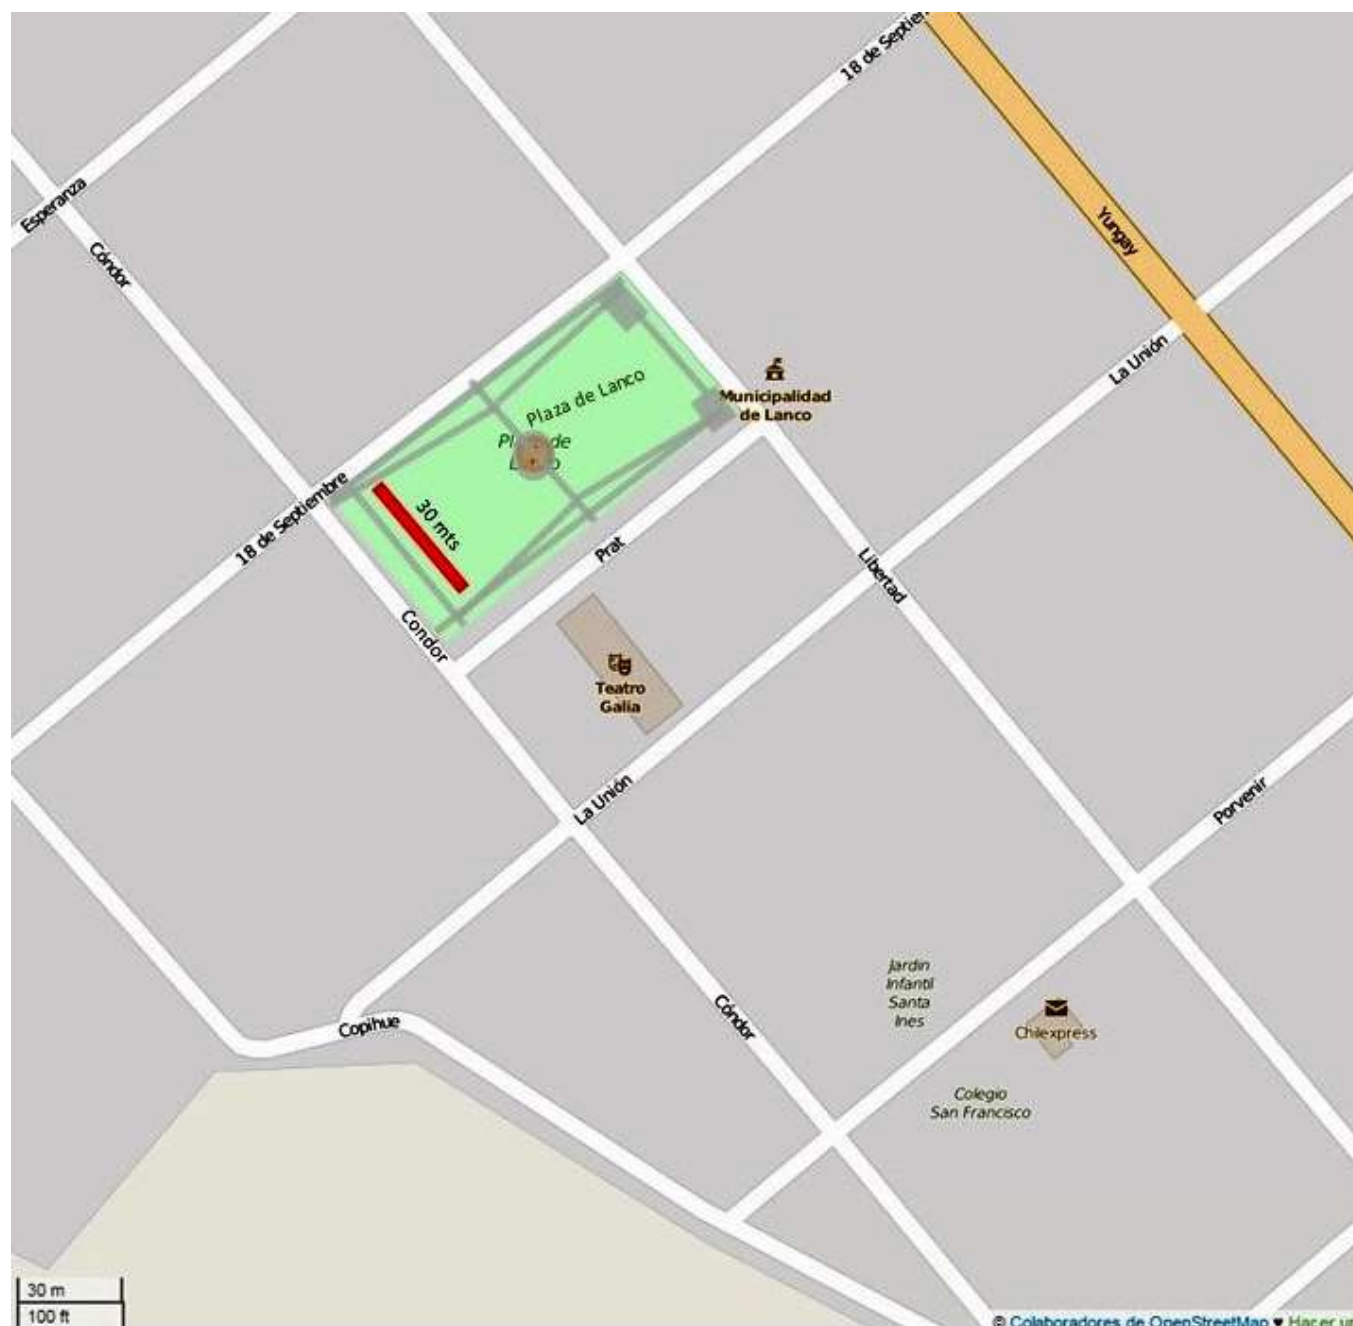 18 de Septiem
Esperanza
Cóndor
Yungay
La Unión
Municipalidad
de Lanco
Plaza de Lanco
30 mts
18 de Septiembre
Prat
Libertad
Condor
Teatro
Galia
La Unión
Porvenir
Jardin
Infantil
Santa
Ines
Cóndor
Copihue
Chilexpress
Colegio
San Francisco
30 m
100 ft
© Colaboradores de OpenStreetMap ♥ Hacer un